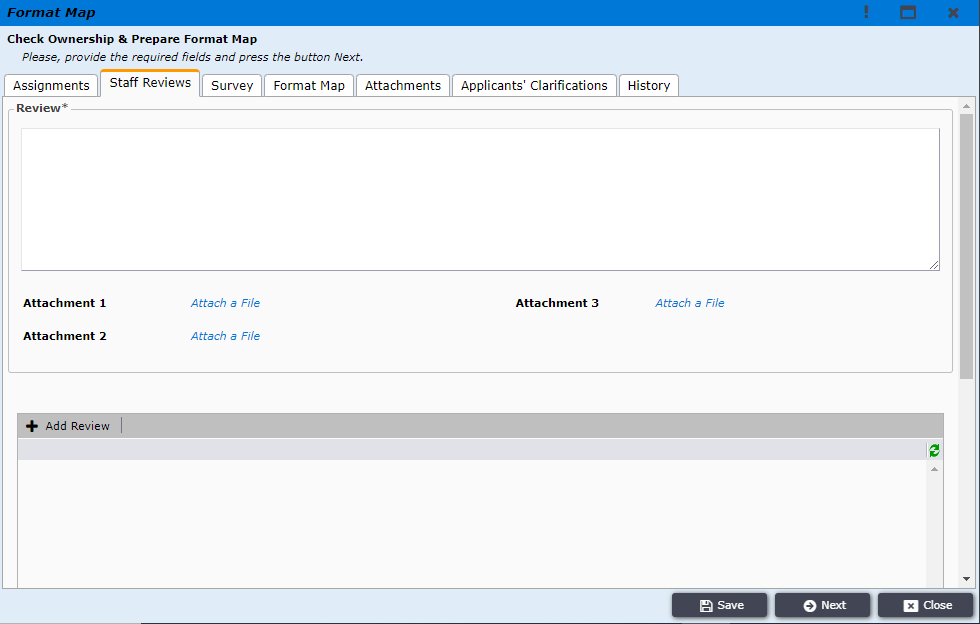 Format Map
Check Ownership & Prepare Format Map
Please, provide the required fields and press the button Next.
Assignments Staff Reviews Survey Format Map Attachments Applicants' Clarifications History
Review*
Attachment 1 Attach a File Attachment 3 Attach a File
Attachment 2 Attach a File
Add Review
Save Next Close